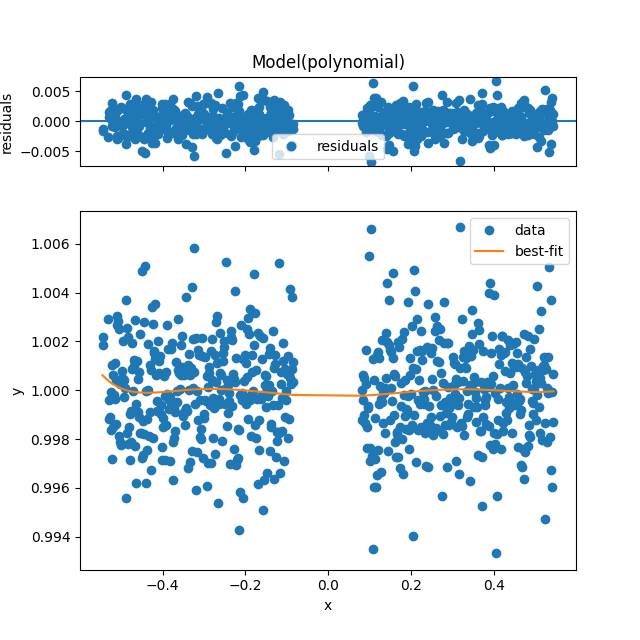 Model(polynomial)
residuals
0.005
0.000
−0.005
residuals
y
1.006
1.004
1.002
1.000
0.998
0.996
0.994
data
best-fit
−0.4 −0.2 0.0 0.2 0.4
x